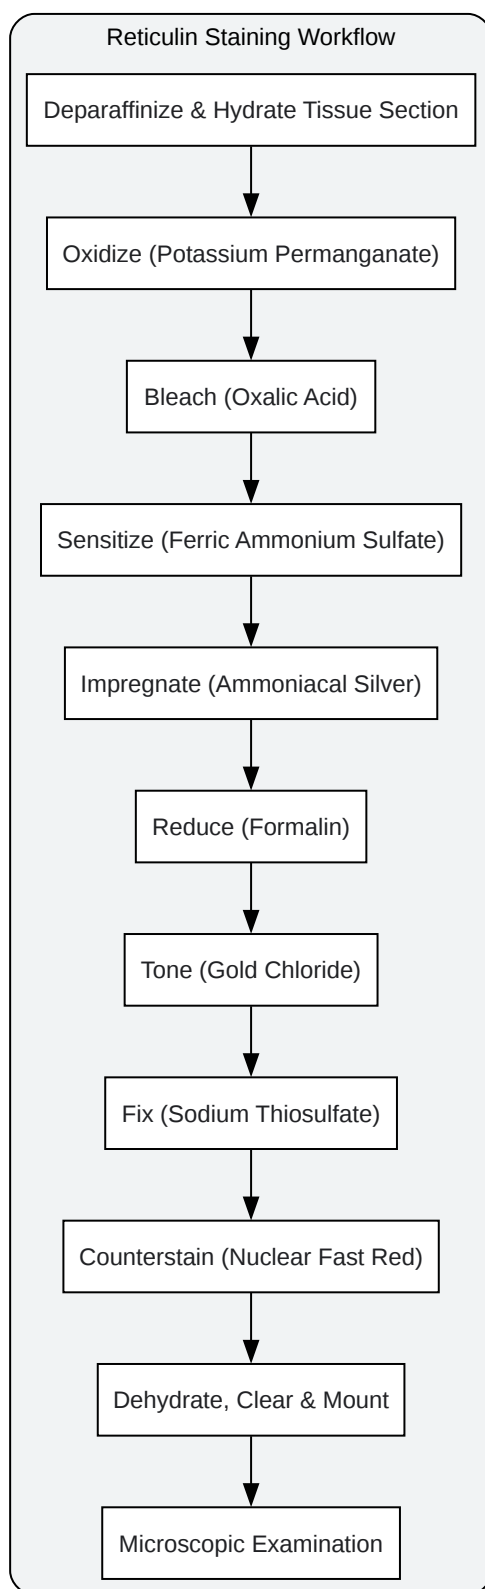 Reticulin Staining Workflow
Deparaffinize & Hydrate Tissue Section
Oxidize (Potassium Permanganate)
Bleach (Oxalic Acid)
Sensitize (Ferric Ammonium Sulfate)
Impregnate (Ammoniacal Silver)
Reduce (Formalin)
Tone (Gold Chloride)
Fix (Sodium Thiosulfate)
Counterstain (Nuclear Fast Red)
Dehydrate, Clear & Mount
Microscopic Examination